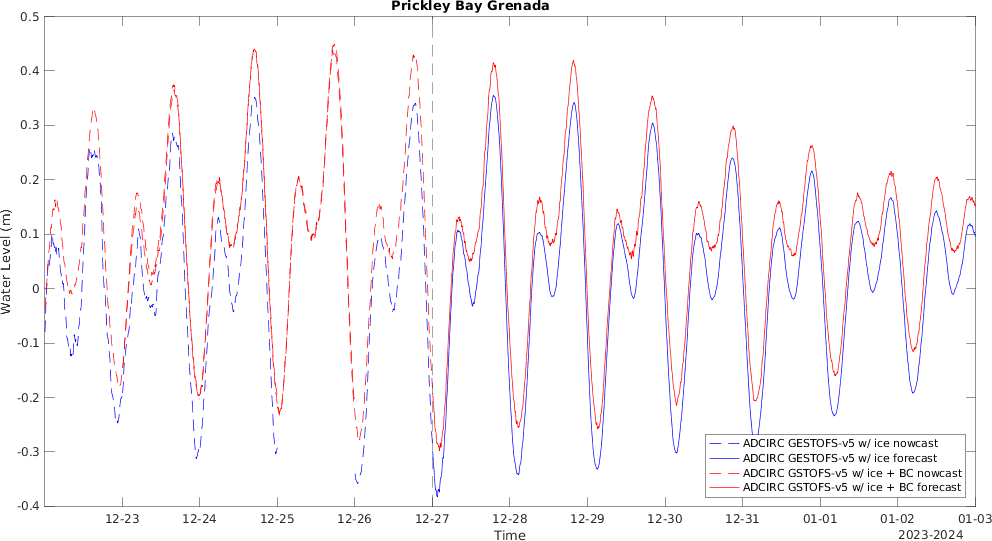 Prickley Bay Grenada
Water Level (m)
0.5
0.4
0.3
0.2
0.1
0
-0.1
-0.2
-0.3
-0.4
ADCIRC GESTOFS-v5 w/ ice nowcast
ADCIRC GESTOFS-v5 w/ ice forecast
ADCIRC GSTOFS-v5 w/ ice + BC nowcast
ADCIRC GSTOFS-v5 w/ ice + BC forecast
12-23 12-24 12-25 12-26 12-27 12-28 12-29 12-30 12-31 01-01 01-02 01-03
Time
2023-2024